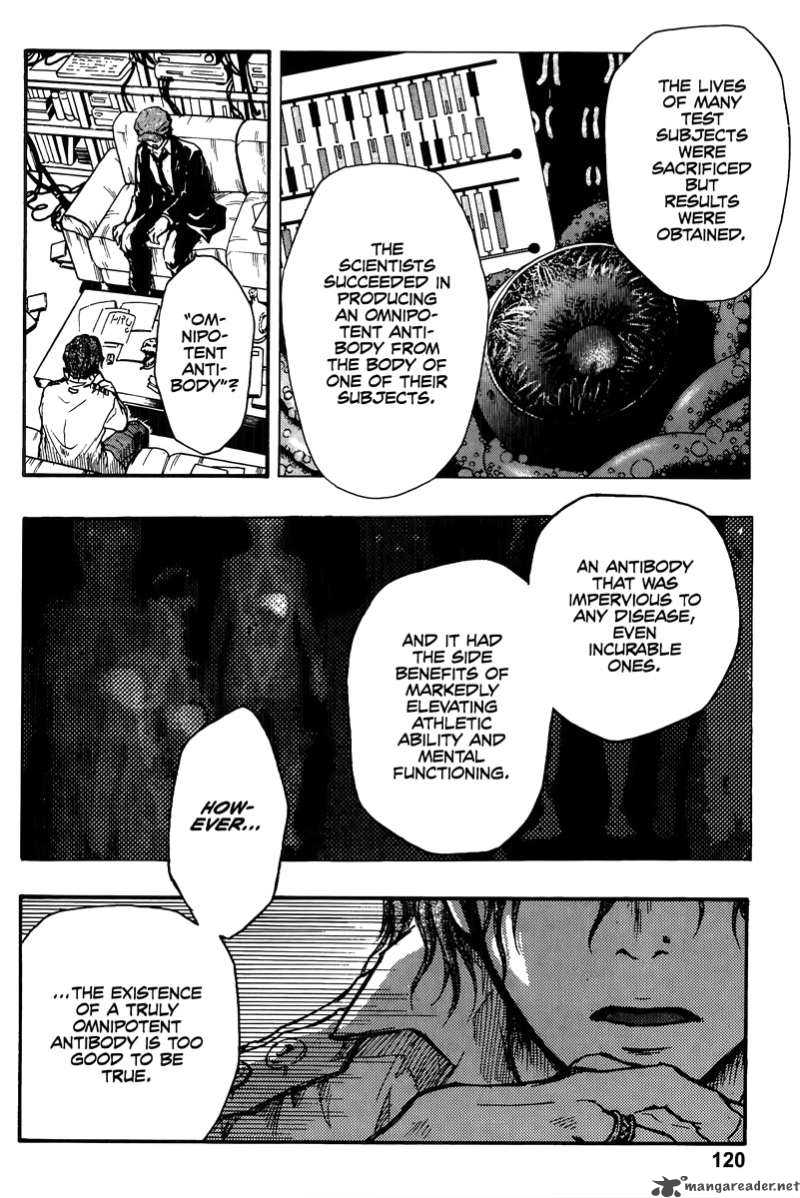 THE LIVES
OF MANY
TEST
SUBJECTS
WERE
SACRIFICED
BUT
RESULTS
WERE
OBTAINED.
THE
SCIENTISTS
SUCCEEDED IN
PRODUCING
AN OMNIPO-
TENT ANTI-
BODY FROM
THE BODY OF
ONE OF THEIR
SUBJECTS.
"OM-
NIPO-
TENT
ANTI-
BODY"?
AN ANTIBODY
THAT WAS
IMPERVIOUS TO
ANY DISEASE,
EVEN
INCURABLE
ONES.
AND IT HAD
THE SIDE
BENEFITS OF
MARKEDLY
ELEVATING
ATHLETIC
ABILITY AND
MENTAL
FUNCTIONING.
HOW-
EVER...
...THE EXISTENCE
OF A TRULY
OMNIPOTENT
ANTIBODY IS TOO
GOOD TO BE
TRUE.
120
mangareader.net